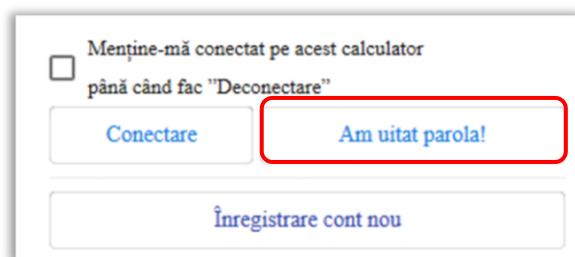 Menține-mă conectat pe acest calculator
până când fac ”Deconectare”
Conectare
Am uitat parola!
Înregistrare cont nou